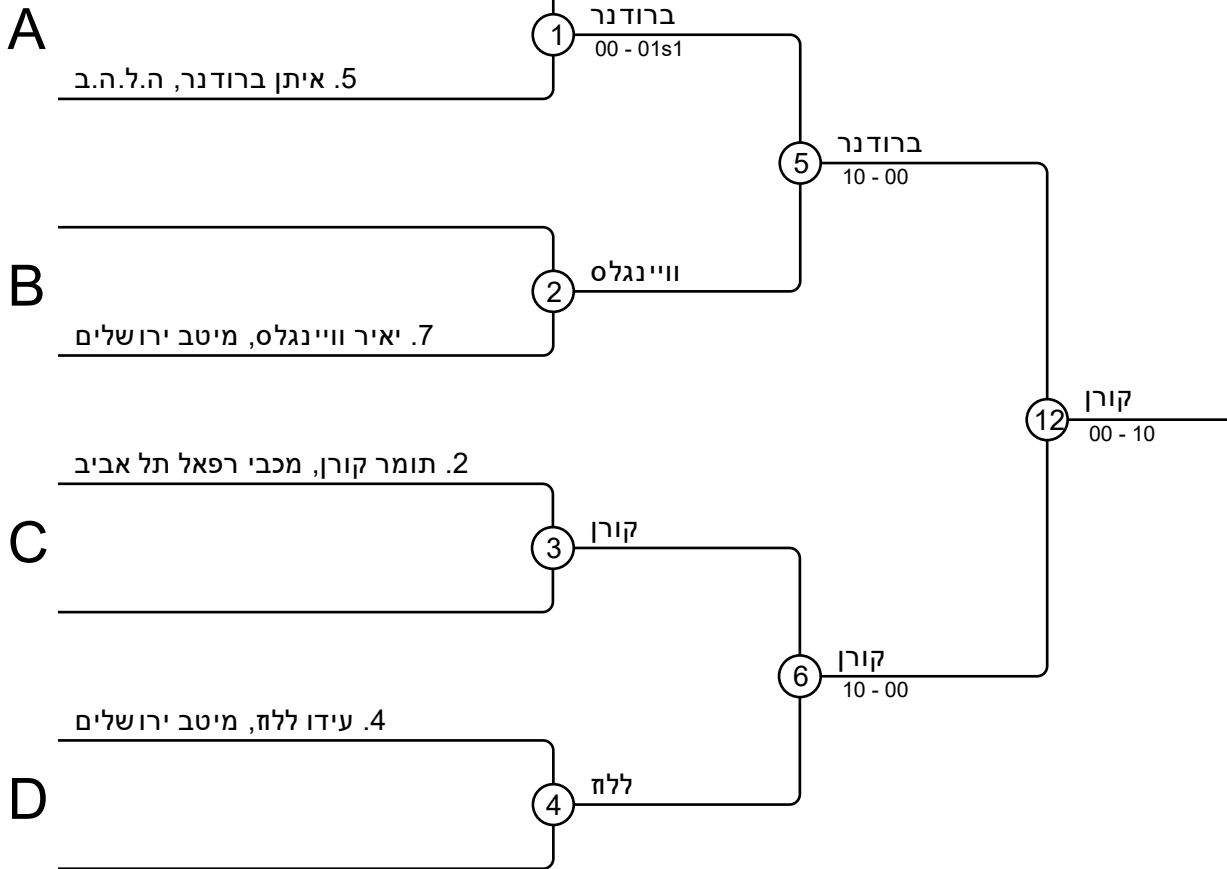 A
1
ברודנר
00 - 01s1
5. איתן ברודנר, ה.ל.ה.ב
5
ברודנר
10 - 00
B
2
וויינגלס
7. יאיר וויינגלס, מיטב ירושלים
12
קורן
00 - 10
2. תומר קורן, מכבי רפאל תל אביב
C
3
קורן
6
קורן
10 - 00
4. עידו ללוז, מיטב ירושלים
D
4
ללוז